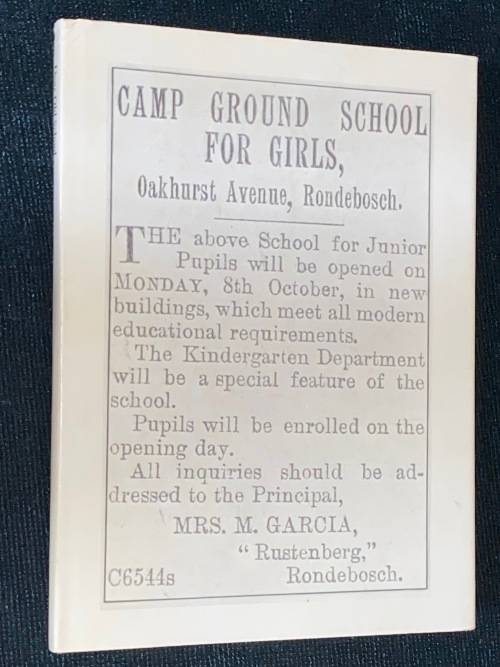 CAMP GROUND SCHOOL
FOR GIRLS,
Oakhurst Avenue, Rondebosch.
THE above School for Junior
Pupils will be opened on
MONDAY, 8th October, in new
buildings, which meet all modern
educational requirements.
The Kindergarten Department
will be a special feature of the
school.
Pupils will be enrolled on the
opening day.
All inquiries should be ad-
dressed to the Principal,
MRS. M. GARCIA,
"Rustenberg,"
C6544s Rondebosch.